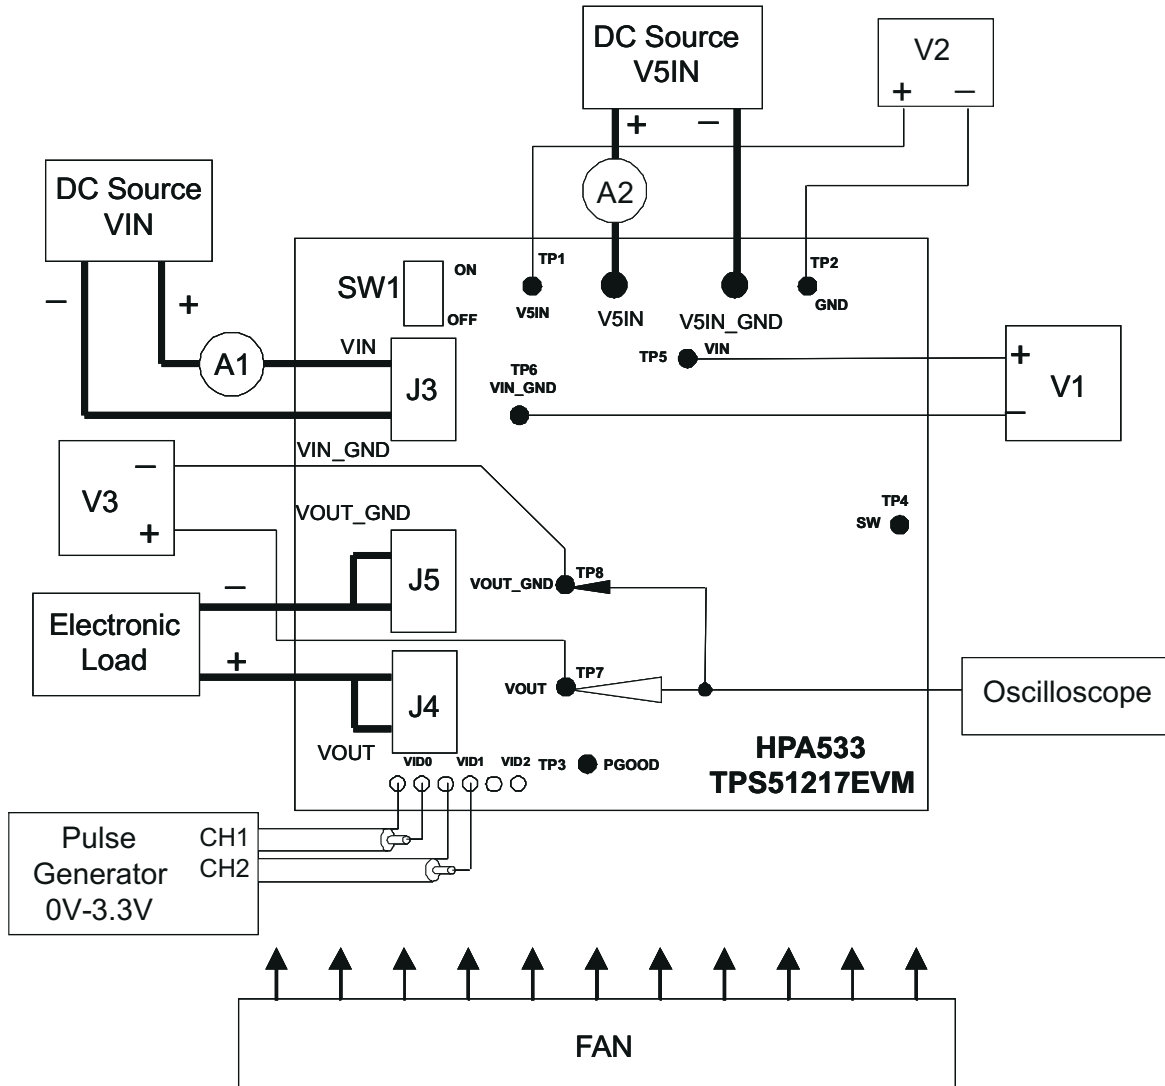 DC Source
V5IN
V2
+
–
+
–
DC Source
VIN
A2
–
+
SW1
ON
OFF
TP1
V5IN
V5IN
V5IN_GND
TP2
GND
A1
VIN
J3
TP5
VIN
TP6
VIN_GND
+
V1
–
VIN_GND
–
V3
+
VOUT_GND
J5
TP4
SW
VOUT_GND
TP8
–
Electronic
Load
+
J4
VOUT
TP7
VOUT
Oscilloscope
VID0
VID1
VID2
TP3
PGOOD
HPA533
TPS51217EVM
Pulse
Generator
0V-3.3V
CH1
CH2
FAN